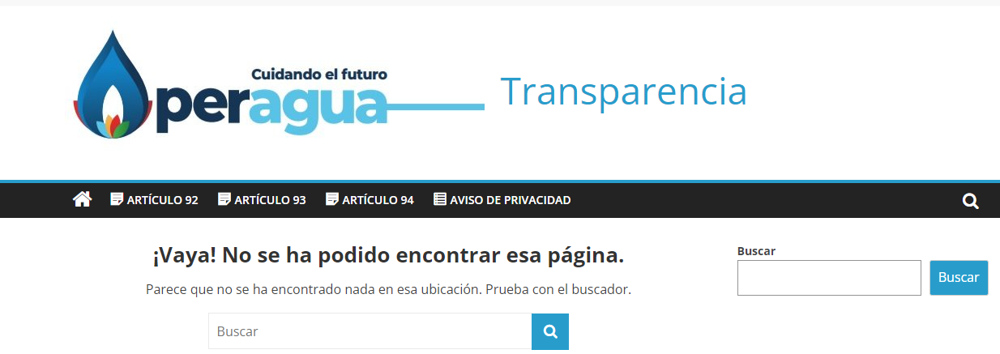 Cuidando el futuro
peragua
Transparencia
ARTÍCULO 92 ARTÍCULO 93 ARTÍCULO 94 AVISO DE PRIVACIDAD
¡Vaya! No se ha podido encontrar esa página.
Parece que no se ha encontrado nada en esa ubicación. Prueba con el buscador.
Buscar
Buscar
Buscar